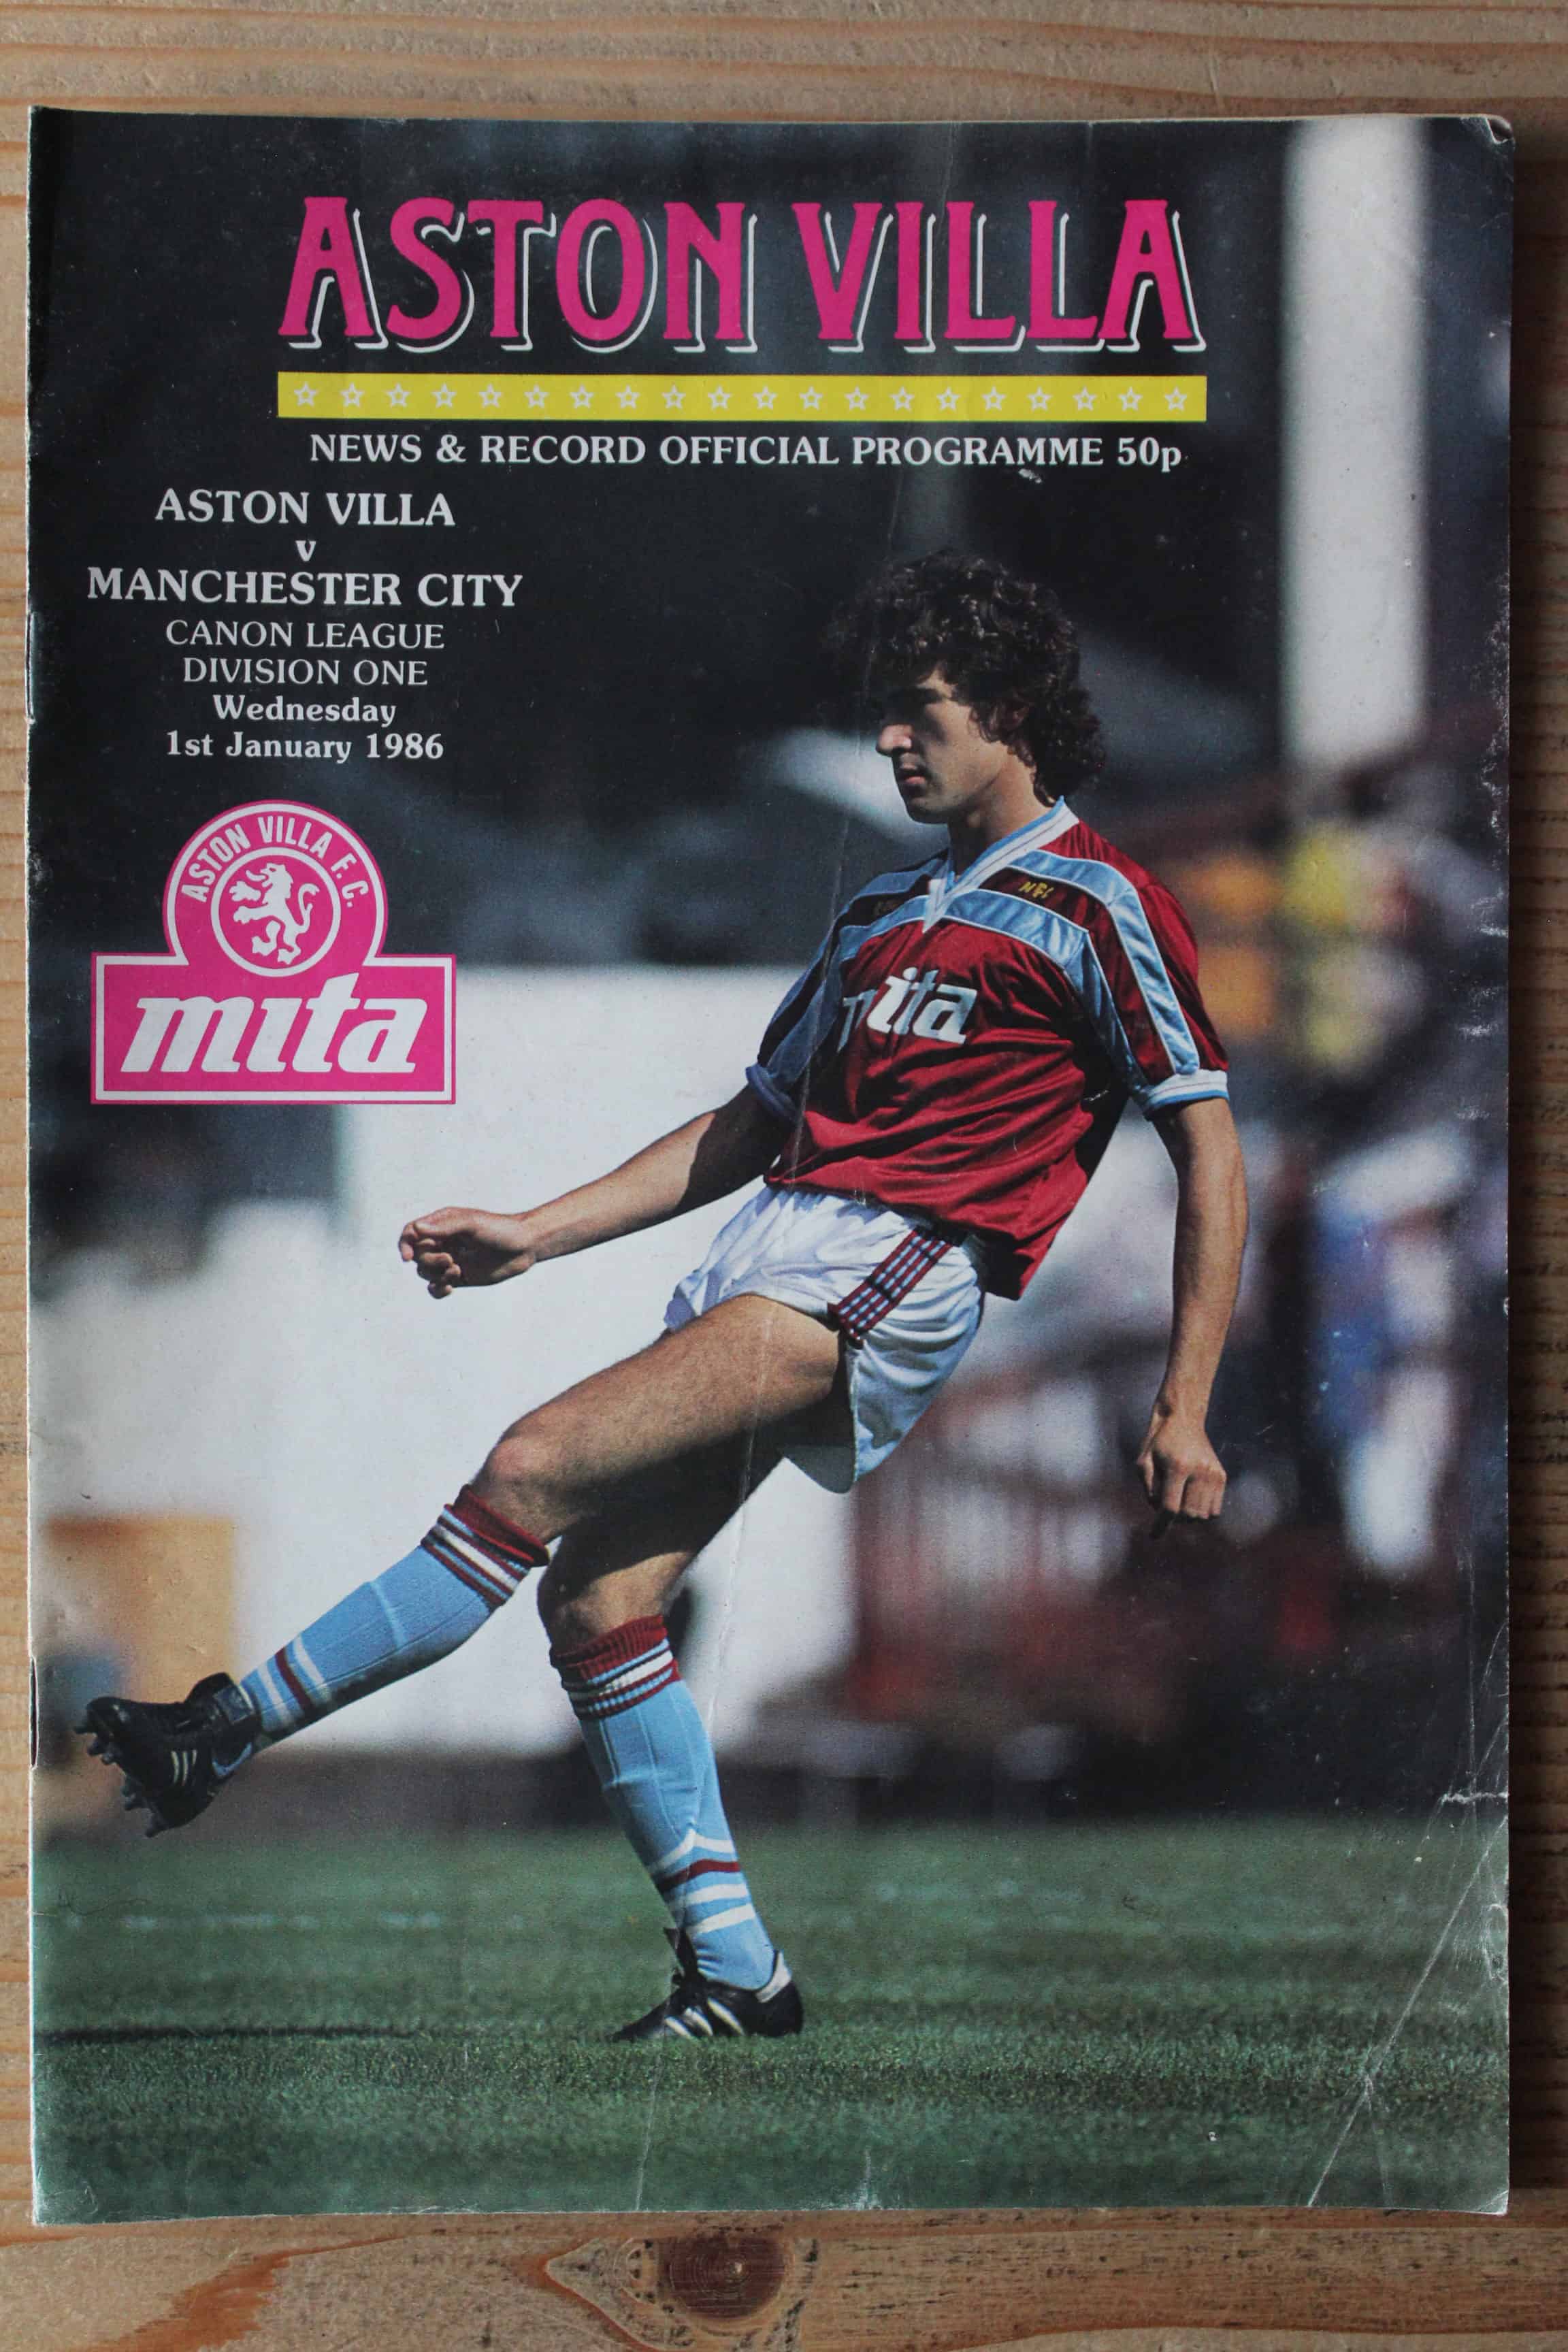 ASTON VILLA
NEWS & RECORD OFFICIAL PROGRAMME 50p
ASTON VILLA
v
MANCHESTER CITY
CANON LEAGUE
DIVISION ONE
Wednesday
1st January 1986
ASTON VILLA F.C.
mita
mita